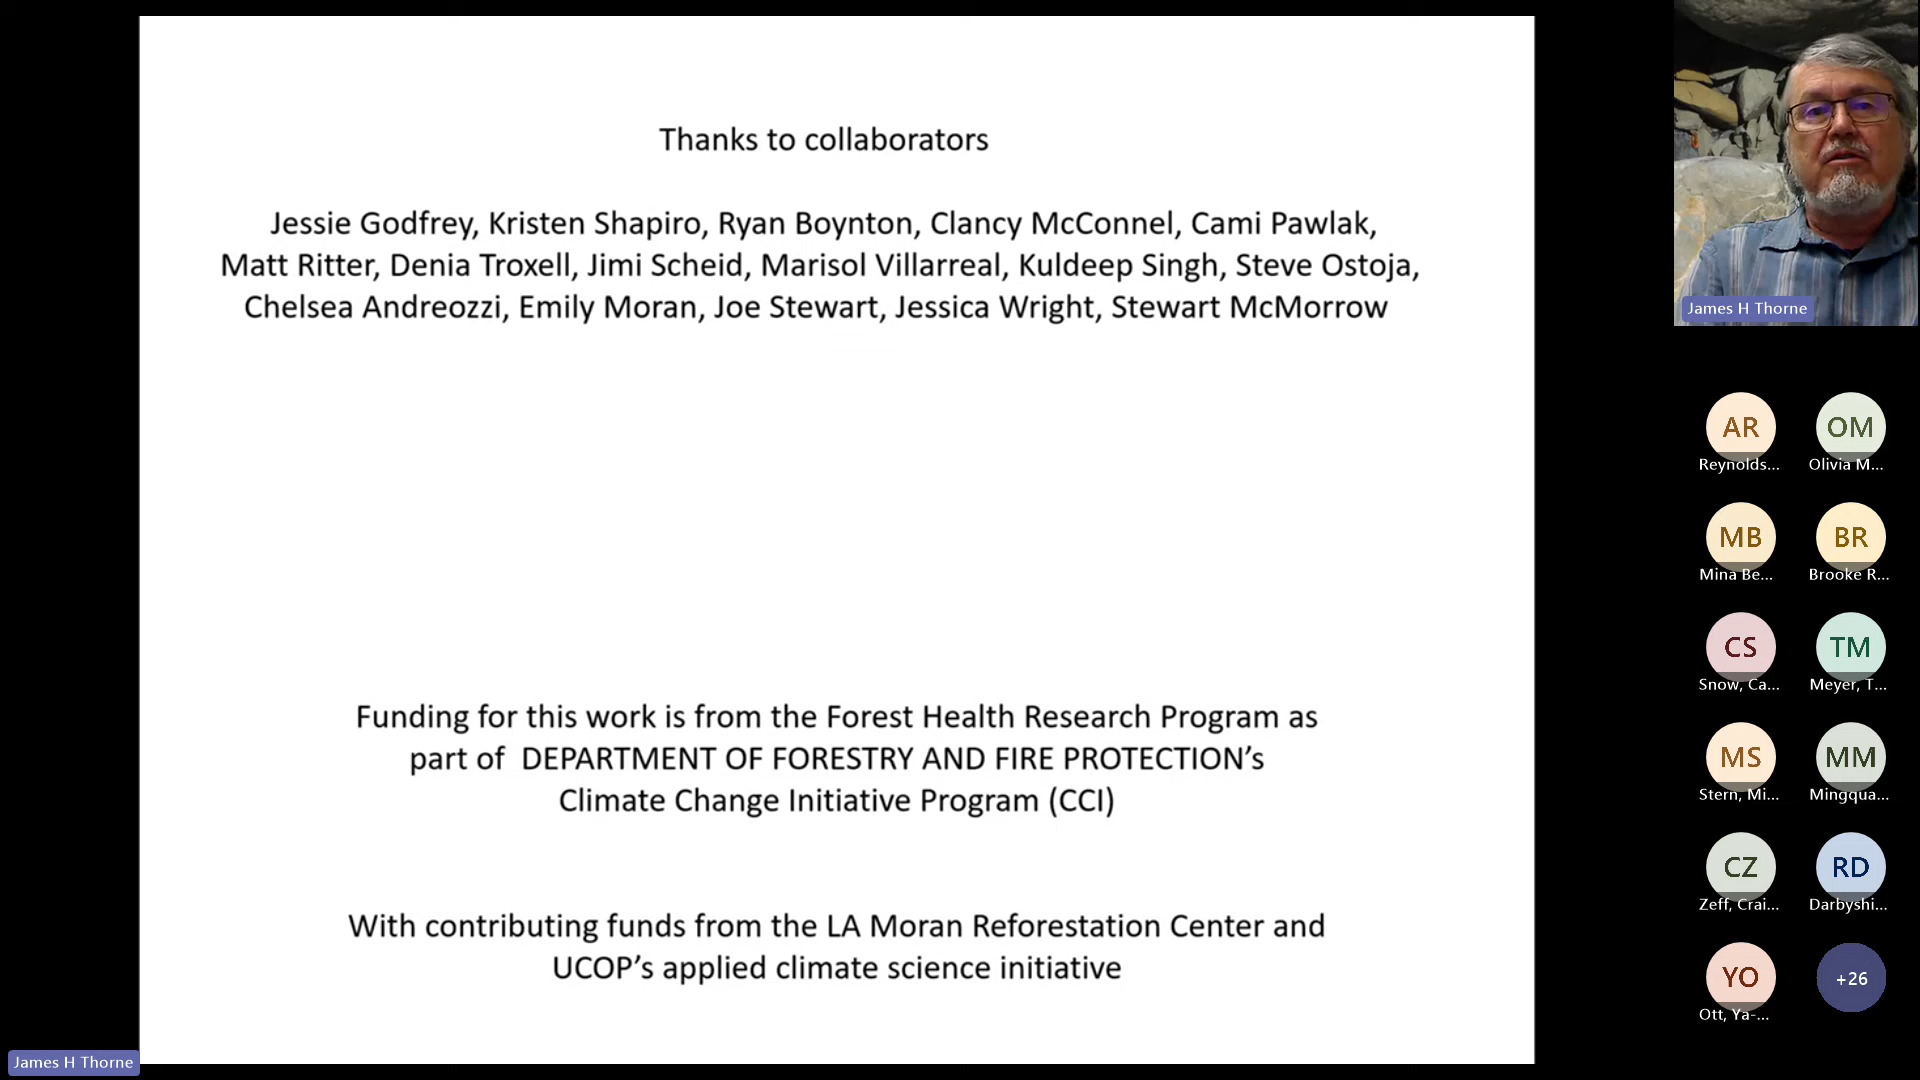 Thanks to collaborators
Jessie Godfrey, Kristen Shapiro, Ryan Boynton, Clancy McConnel, Cami Pawlak,
Matt Ritter, Denia Troxell, Jimi Scheid, Marisol Villarreal, Kuldeep Singh, Steve Ostoja,
Chelsea Andreozzi, Emily Moran, Joe Stewart, Jessica Wright, Stewart McMorrow
Funding for this work is from the Forest Health Research Program as
part of DEPARTMENT OF FORESTRY AND FIRE PROTECTION’s
Climate Change Initiative Program (CCI)
With contributing funds from the LA Moran Reforestation Center and
UCOP’s applied climate science initiative
James H Thorne
James H Thorne
AR
Reynolds...
OM
Olivia M...
MB
Mina Be...
BR
Brooke R...
CS
Snow, Ca...
TM
Meyer, T...
MS
Stern, Mi...
MM
Mingqua...
CZ
Zeff, Crai...
RD
Darbyshi...
YO
Ott, Ya-...
+26